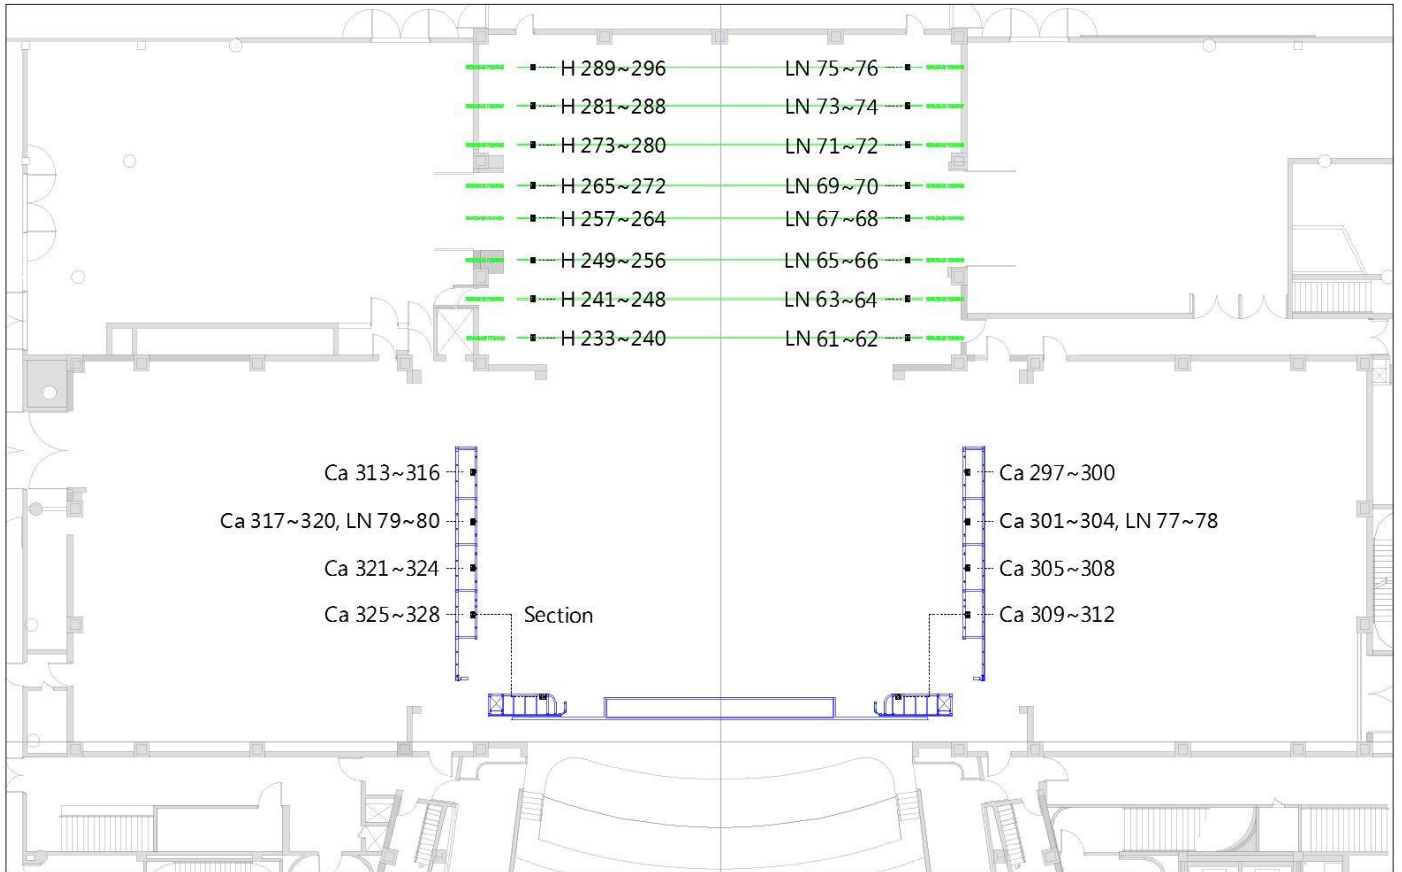 H 289~296 LN 75~76
H 281~288 LN 73~74
H 273~280 LN 71~72
H 265~272 LN 69~70
H 257~264 LN 67~68
H 249~256 LN 65~66
H 241~248 LN 63~64
H 233~240 LN 61~62
Ca 313~316 Ca 297~300
Ca 317~320, LN 79~80 Ca 301~304, LN 77~78
Ca 321~324 Ca 305~308
Ca 325~328 Section Ca 309~312